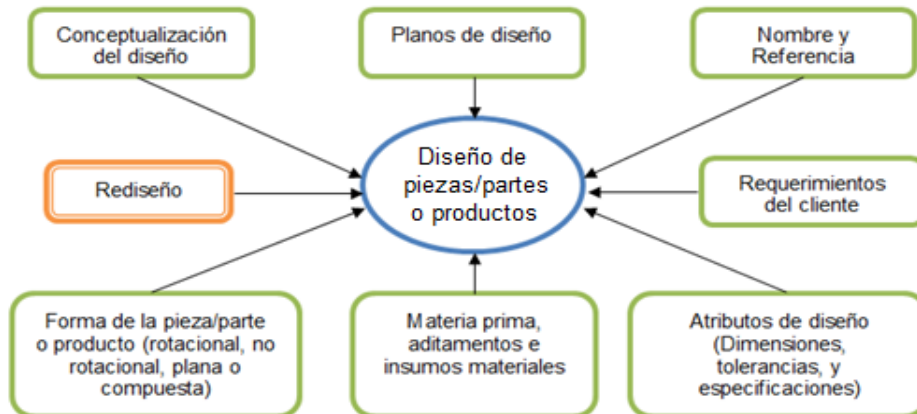 Conceptualización
del diseño
Planos de diseño
Nombre y
Referencia
Rediseño
Diseño de
piezas/partes
o productos
Requerimientos
del cliente
Forma de la pieza/parte
o producto (rotacional, no
rotacional, plana o
compuesta)
Materia prima,
aditamentos e
insumos materiales
Atributos de diseño
(Dimensiones,
tolerancias, y
especificaciones)